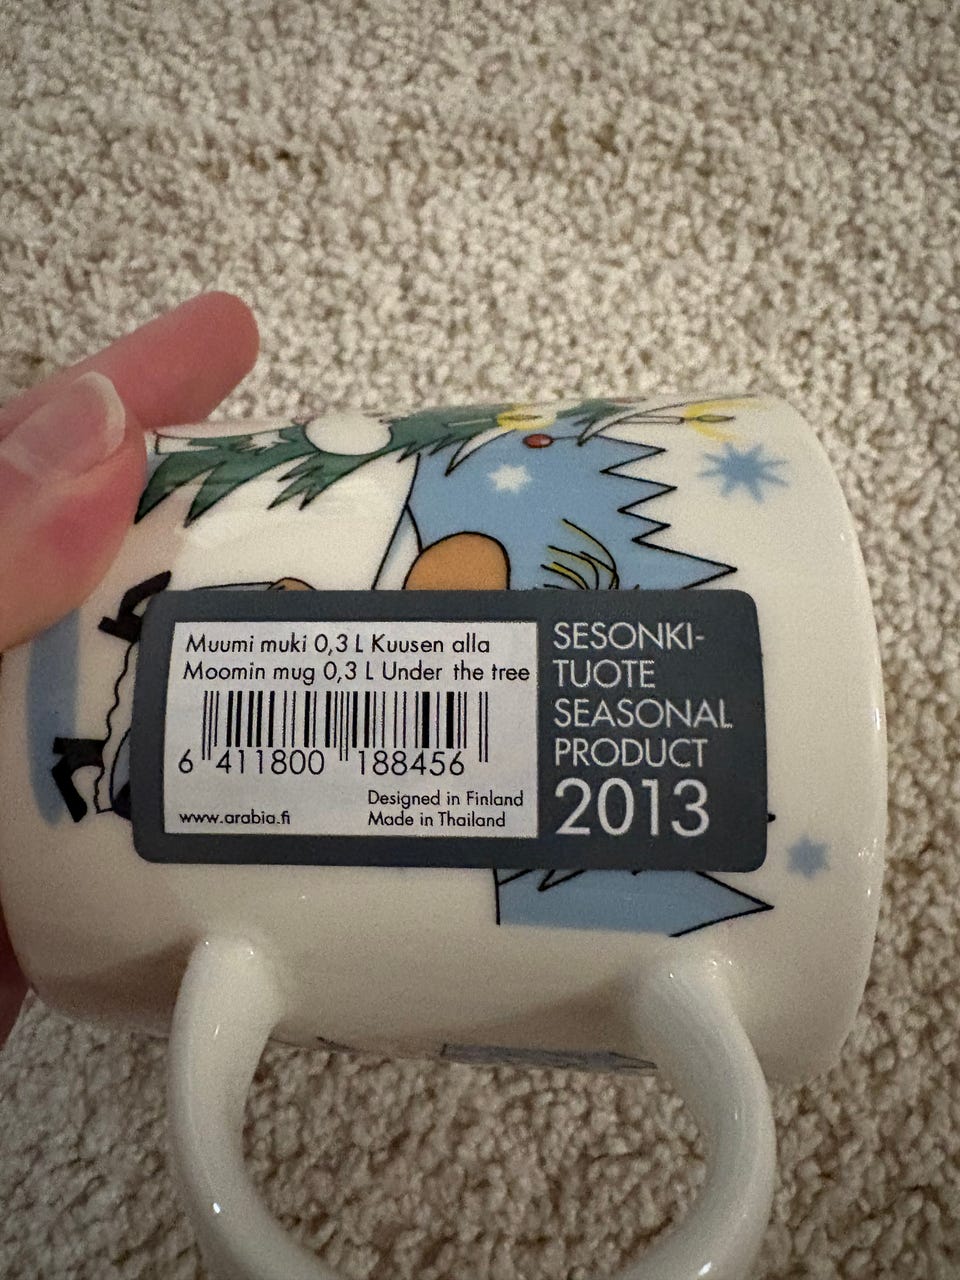 Muumi muki 0,3 L Kuusen alla
Moomin mug 0,3 L Under the tree
6 411800 188456
www.arabia.fi
Designed in Finland
Made in Thailand
SESONKI-
TUOTE
SEASONAL
PRODUCT
2013